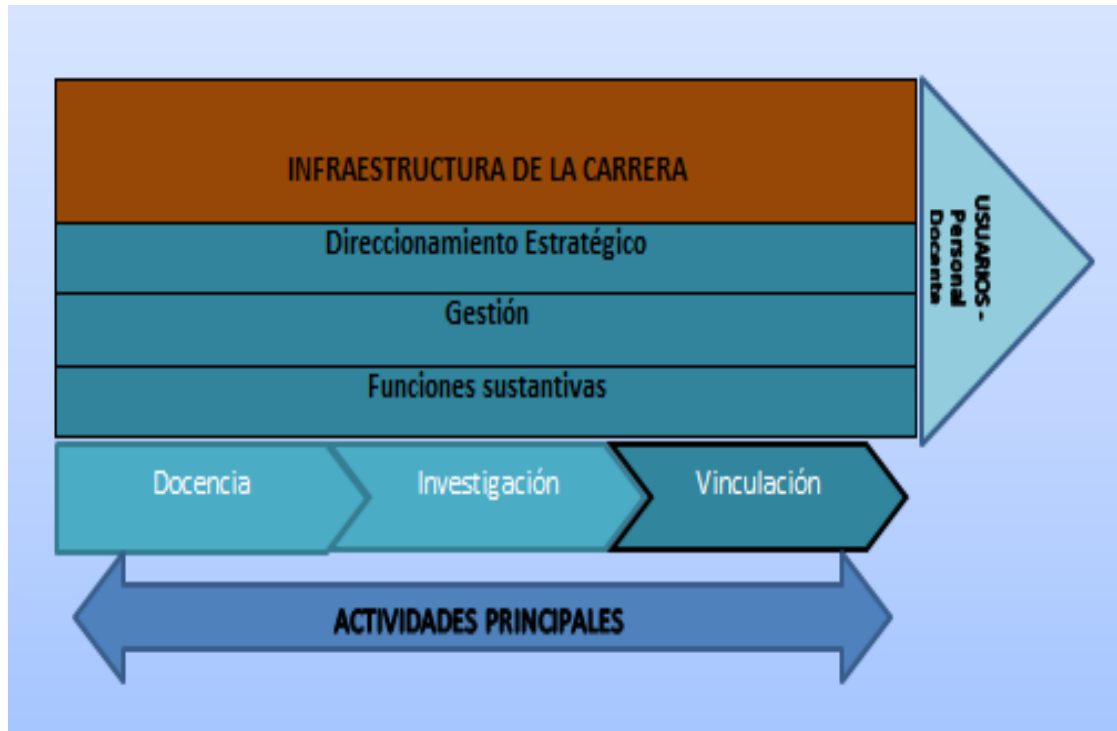 INFRAESTRUCTURA DE LA CARRERA
Direccionamiento Estratégico
Gestión
Funciones sustantivas
USUARIOS -
Personal
Docente
Docencia
Investigación
Vinculación
ACTIVIDADES PRINCIPALES